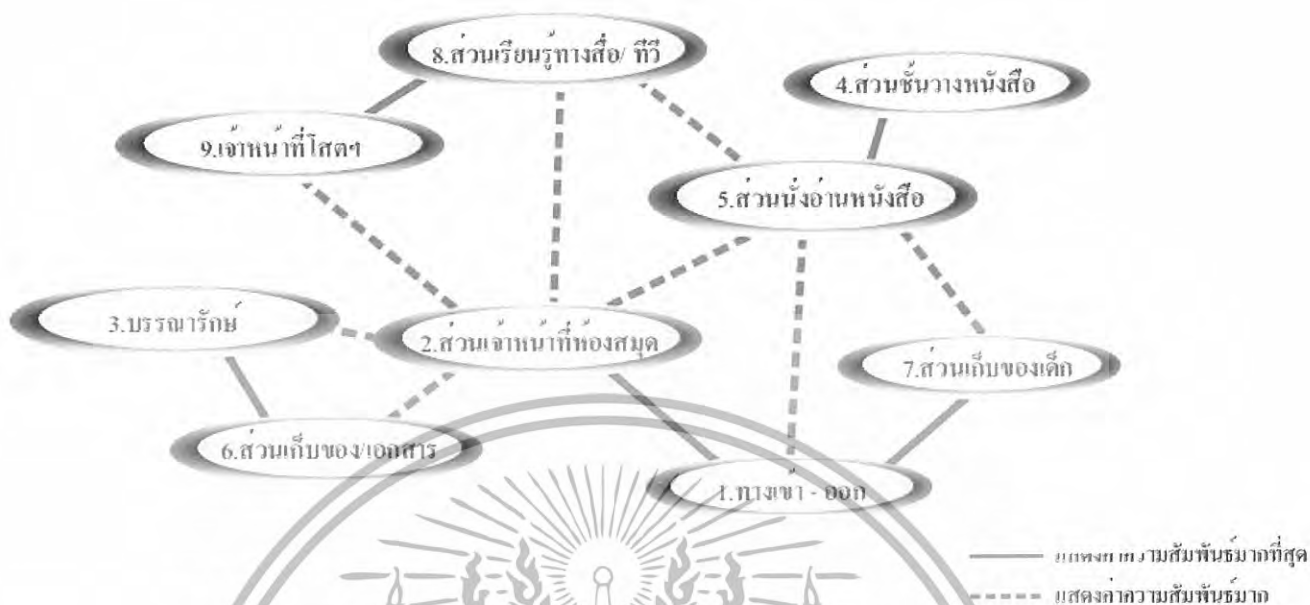 8.ส่วนเรียนรู้ทางสื่อ/ ทีวี
4.ส่วนชั้นวางหนังสือ
9.เจ้าหน้าที่โสตฯ
5.ส่วนนั่งอ่านหนังสือ
3.บรรณารักษ์
2.ส่วนเจ้าหน้าที่ห้องสมุด
7.ส่วนเก็บของเด็ก
6.ส่วนเก็บของ/เอกสาร
1.ทางเข้า - ออก
แสดงค่าความสัมพันธ์มากที่สุด
แสดงค่าความสัมพันธ์มาก